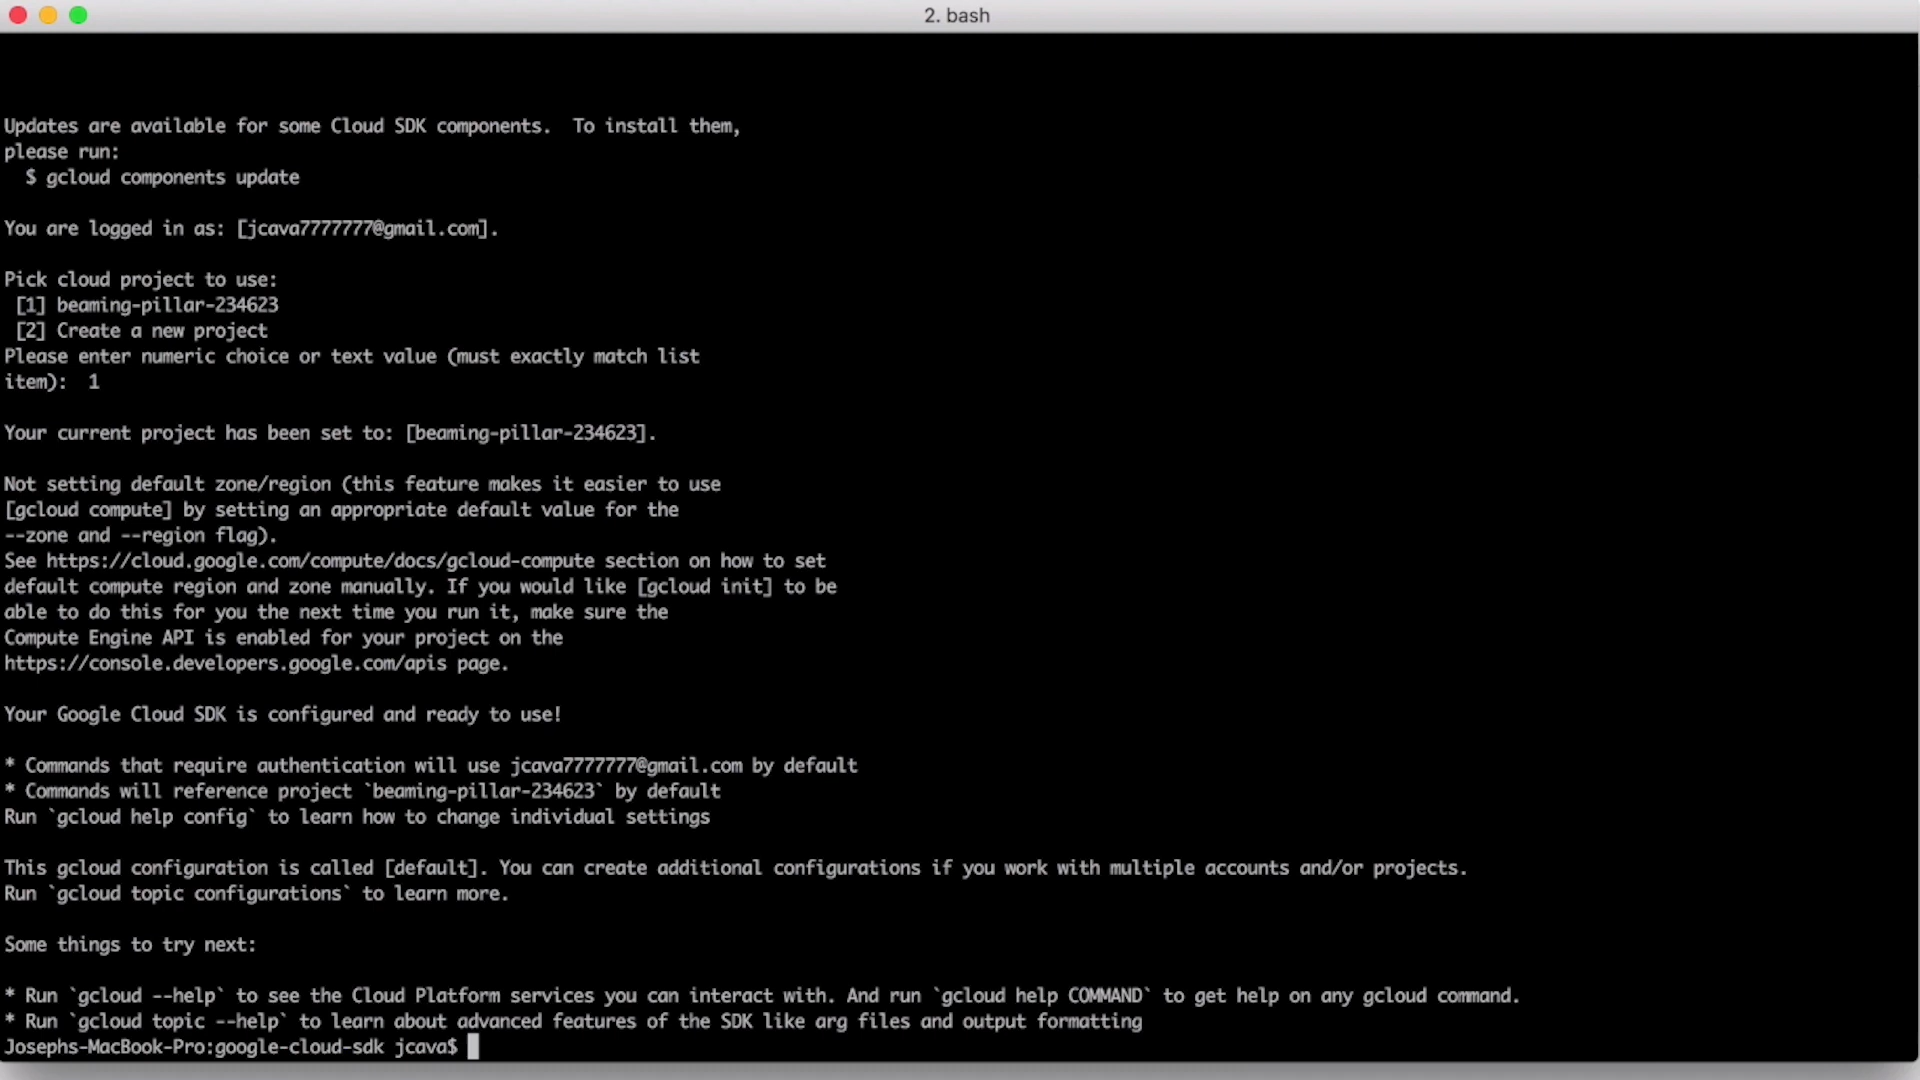 2. bash
Updates are available for some Cloud SDK components.  To install them,
please run:
  $ gcloud components update
You are logged in as: [jcava7777777@gmail.com].
Pick cloud project to use:
 [1] beaming-pillar-234623
 [2] Create a new project
Please enter numeric choice or text value (must exactly match list
item):  1
Your current project has been set to: [beaming-pillar-234623].
Not setting default zone/region (this feature makes it easier to use
[gcloud compute] by setting an appropriate default value for the
--zone and --region flag).
See https://cloud.google.com/compute/docs/gcloud-compute section on how to set
default compute region and zone manually. If you would like [gcloud init] to be
able to do this for you the next time you run it, make sure the
Compute Engine API is enabled for your project on the
https://console.developers.google.com/apis page.
Your Google Cloud SDK is configured and ready to use!
* Commands that require authentication will use jcava7777777@gmail.com by default
* Commands will reference project `beaming-pillar-234623` by default
Run `gcloud help config` to learn how to change individual settings
This gcloud configuration is called [default]. You can create additional configurations if you work with multiple accounts and/or projects.
Run `gcloud topic configurations` to learn more.
Some things to try next:
* Run `gcloud --help` to see the Cloud Platform services you can interact with. And run `gcloud help COMMAND` to get help on any gcloud command.
* Run `gcloud topic --help` to learn about advanced features of the SDK like arg files and output formatting
Josephs-MacBook-Pro:google-cloud-sdk jcava$